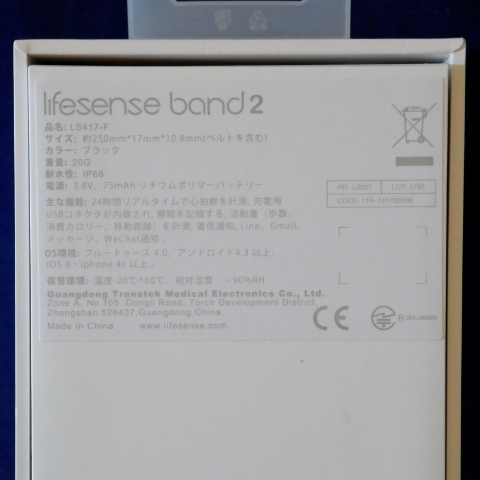 lifesense band 2
品名: LS417-F
サイズ: 約250mm*17mm*10.8mm(ベルトを含む)
カラー: ブラック
重量: 20G
耐水性: IP68
電源: 3.8V, 75mAh リチウムポリマーバッテリー
主な機能: 24時間リアルタイムで心拍数を計測, 充電用
USBコネクタが内蔵され, 睡眠を記録する, 活動量 (歩数,
消費カロリー, 移動距離) を計測, 着信通知, Line, Gmail,
メッセージ, WeChat通知 。
OS環境: ブルートゥース 4.0, アンドロイド4.3 以上,
iOS 8・Iphone 4s 以上 。
保管環境: 温度-20℃~60℃, 相対湿度: <90%RH
Guangdong Transtek Medical Electronics Co., Ltd.
Zone A, No.105 ,Dongli Road, Torch Development District,
Zhongshan,528437,Guangdong,China
Made in China www.lifesense.com
LOT: 1732
CE